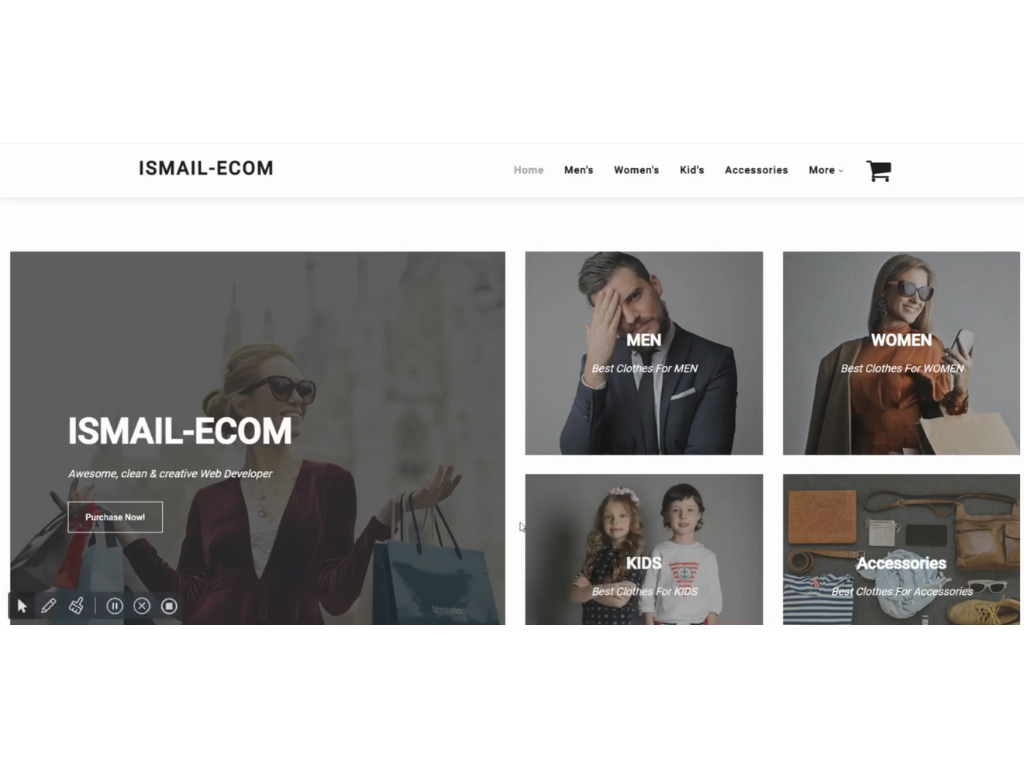 ISMAIL-ECOM
Home Men's Women's Kid's Accessories More
ISMAIL-ECOM
Awesome, clean & creative Web Developer
Purchase Now!
MEN
Best Clothes For MEN
WOMEN
Best Clothes For WOMEN
KIDS
Best Clothes For KIDS
Accessories
Best Clothes For Accessories